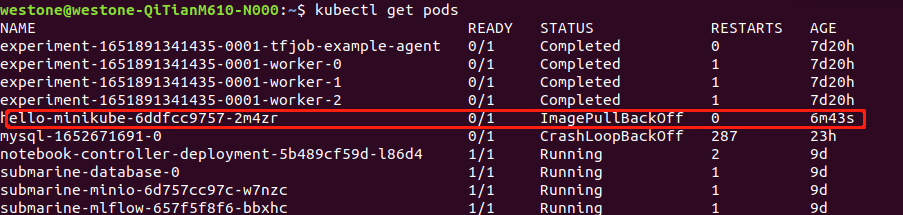 westone@westone-QiTianM610-N000:~$ kubectl get pods
NAME READY STATUS RESTARTS AGE
experiment-1651891341435-0001-tfjob-example-agent 0/1 Completed 0 7d20h
experiment-1651891341435-0001-worker-0 0/1 Completed 1 7d20h
experiment-1651891341435-0001-worker-1 0/1 Completed 1 7d20h
experiment-1651891341435-0001-worker-2 0/1 Completed 1 7d20h
hello-minikube-6ddfcc9757-2m4zr 0/1 ImagePullBackOff 0 6m43s
mysql-1652671691-0 0/1 CrashLoopBackOff 287 23h
notebook-controller-deployment-5b489cf59d-l86d4 1/1 Running 2 9d
submarine-database-0 1/1 Running 1 9d
submarine-minio-6d757cc97c-w7nzc 1/1 Running 1 9d
submarine-mlflow-657f5f8f6-bbxhc 1/1 Running 1 9d